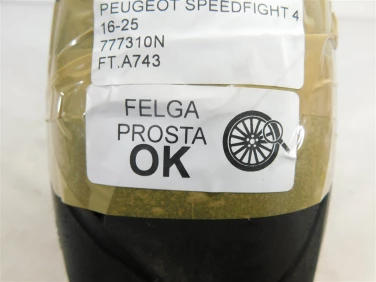 PEUGEOT SPEEDFIGHT 4
16-25
777310N
FT.A743
FELGA
PROSTA
OK